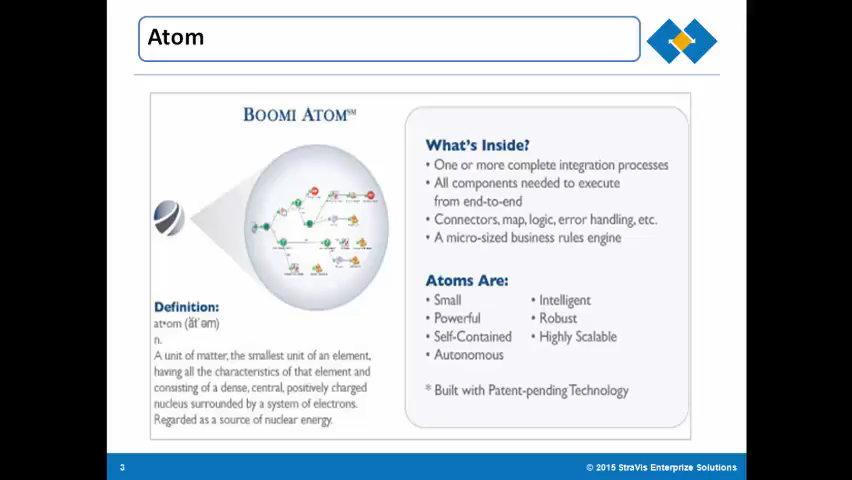 Atom
BOOMI ATOM℠
Definition:
at•om (ăt'əm)
n.
A unit of matter, the smallest unit of an element,
having all the characteristics of that element and
consisting of a dense, central, positively charged
nucleus surrounded by a system of electrons.
Regarded as a source of nuclear energy.
What's Inside?
• One or more complete integration processes
• All components needed to execute
from end-to-end
• Connectors, map, logic, error handling, etc.
• A micro-sized business rules engine
Atoms Are:
• Small
• Powerful
• Self-Contained
• Autonomous
• Intelligent
• Robust
• Highly Scalable
* Built with Patent-pending Technology
3
© 2015 StraVis Enterprize Solutions